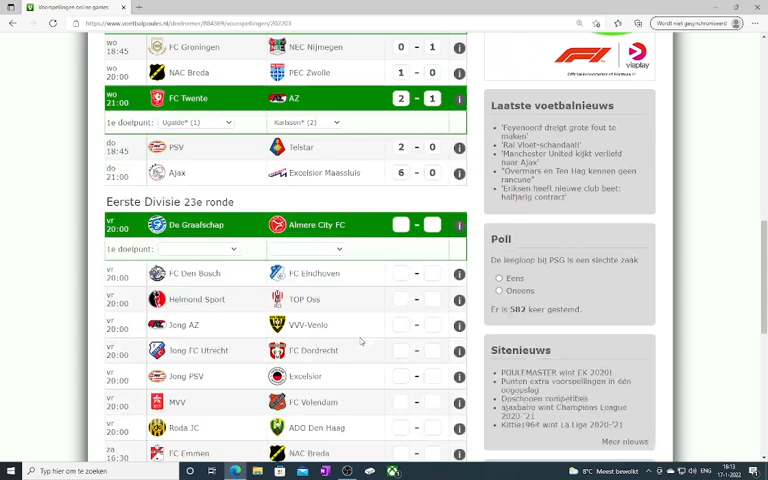 Voorspellingen online games
https://www.voetbalpoules.nl/deelnemer/884369/voorspellingen/202203
Wordt niet gesynchroniseerd
wo 18:45 FC Groningen NEC Nijmegen 0 - 1
wo 20:00 NAC Breda PEC Zwolle 1 - 0
wo 21:00 FC Twente AZ 2 - 1
1e doelpunt: Ugalde* (1) Karlsson* (2)
do 18:45 PSV Telstar 2 - 0
do 21:00 Ajax Excelsior Maassluis 6 - 0
Eerste Divisie 23e ronde
vr 20:00 De Graafschap Almere City FC -
1e doelpunt:
vr 20:00 FC Den Bosch FC Eindhoven -
vr 20:00 Helmond Sport TOP Oss -
vr 20:00 Jong AZ VVV-Venlo -
vr 20:00 Jong FC Utrecht FC Dordrecht -
vr 20:00 Jong PSV Excelsior -
vr 20:00 MVV FC Volendam -
vr 20:00 Roda JC ADO Den Haag -
za 16:30 FC Emmen NAC Breda -
F1 viaplay
Laatste voetbalnieuws
'Feyenoord dreigt grote fout te
maken'
'Rai Vloet-schandaal!'
'Manchester United kijkt verliefd
naar Ajax'
"Overmars en Ten Hag kennen geen
rancune"
'Eriksen heeft nieuwe club beet:
halfjarig contract'
Poll
De leegloop bij PSG is een slechte zaak
Eens
Oneens
Er is 582 keer gestemd.
Sitenieuws
POULEMASTER wint EK 2020!
Punten extra voorspellingen in één
oogopslag
Opschonen competities
ajaxbabo wint Champions League
2020-'21
Kittie1964 wint La Liga 2020-'21
Meer nieuws
Typ hier om te zoeken
8°C Meest bewolkt
ENG
16:13
17-1-2022